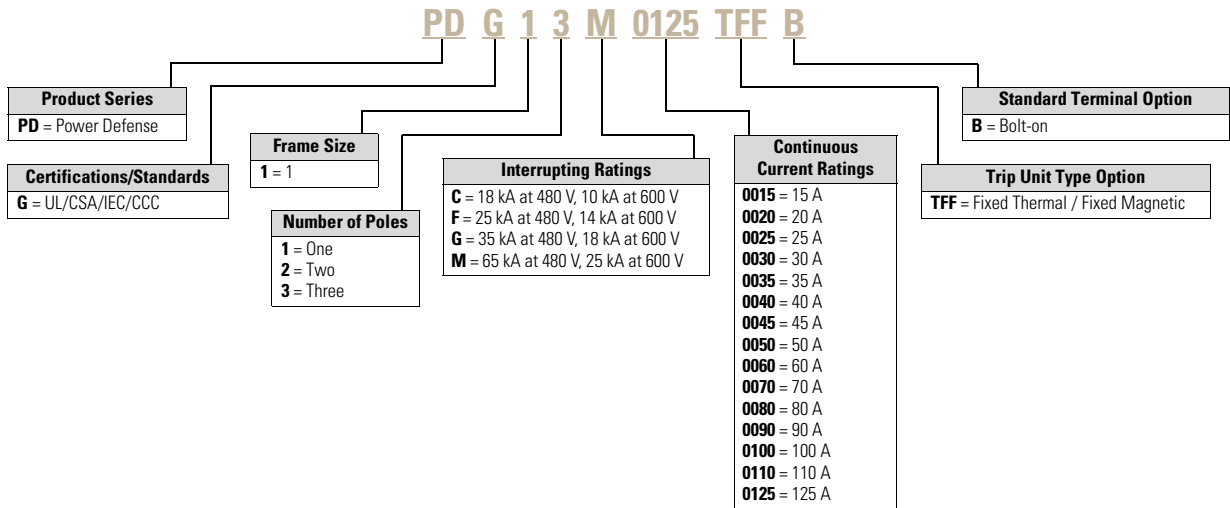 PD G 1 3 M 0125 TFF B
Product Series
PD = Power Defense
Certifications/Standards
G = UL/CSA/IEC/CCC
Frame Size
1 = 1
Number of Poles
1 = One
2 = Two
3 = Three
Interrupting Ratings
C = 18 kA at 480 V, 10 kA at 600 V
F = 25 kA at 480 V, 14 kA at 600 V
G = 35 kA at 480 V, 18 kA at 600 V
M = 65 kA at 480 V, 25 kA at 600 V
Continuous
Current Ratings
0015 = 15 A
0020 = 20 A
0025 = 25 A
0030 = 30 A
0035 = 35 A
0040 = 40 A
0045 = 45 A
0050 = 50 A
0060 = 60 A
0070 = 70 A
0080 = 80 A
0090 = 90 A
0100 = 100 A
0110 = 110 A
0125 = 125 A
Trip Unit Type Option
TFF = Fixed Thermal / Fixed Magnetic
Standard Terminal Option
B = Bolt-on